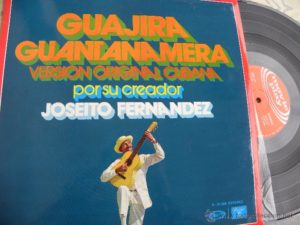 GUAJIRA
GUANTANAMERA
VERSION ORIGINAL CUBANA
por su creador
JOSEITO FERNANDEZ